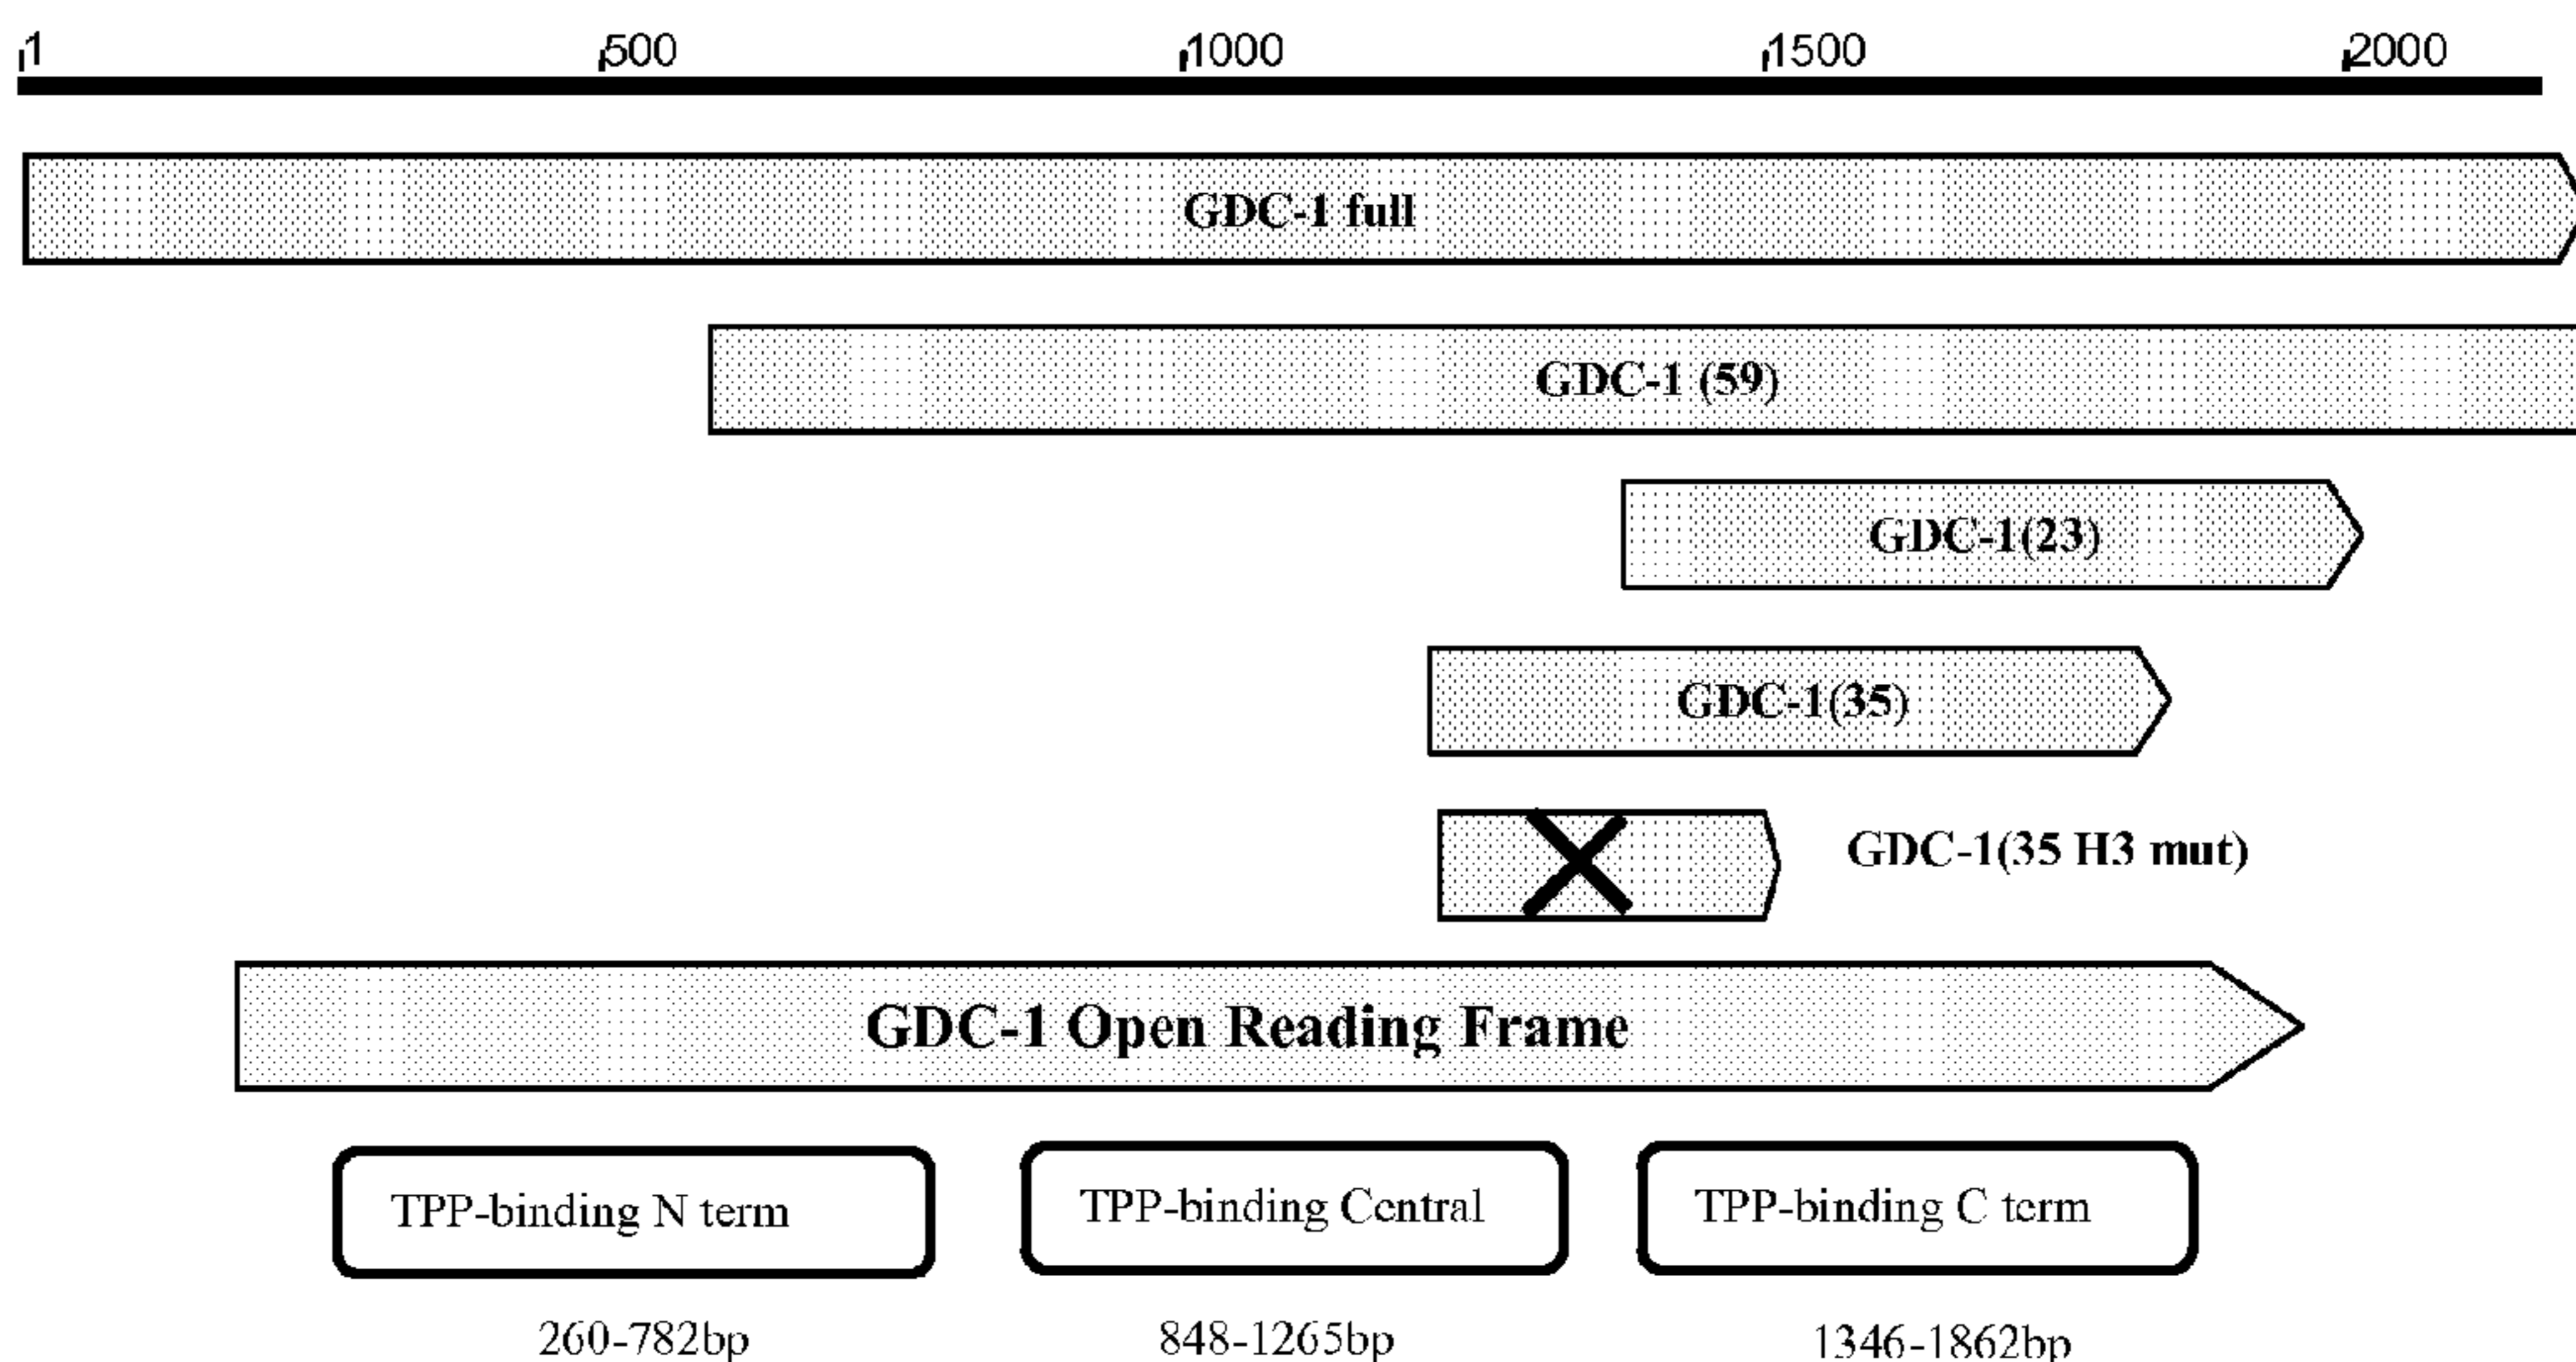 1 500 1000 1500 2000
GDC-1 full
GDC-1 (59)
GDC-1(23)
GDC-1(35)
GDC-1(35 H3 mut)
GDC-1 Open Reading Frame
TPP-binding N term TPP-binding Central TPP-binding C term
260-782bp 848-1265bp 1346-1862bp